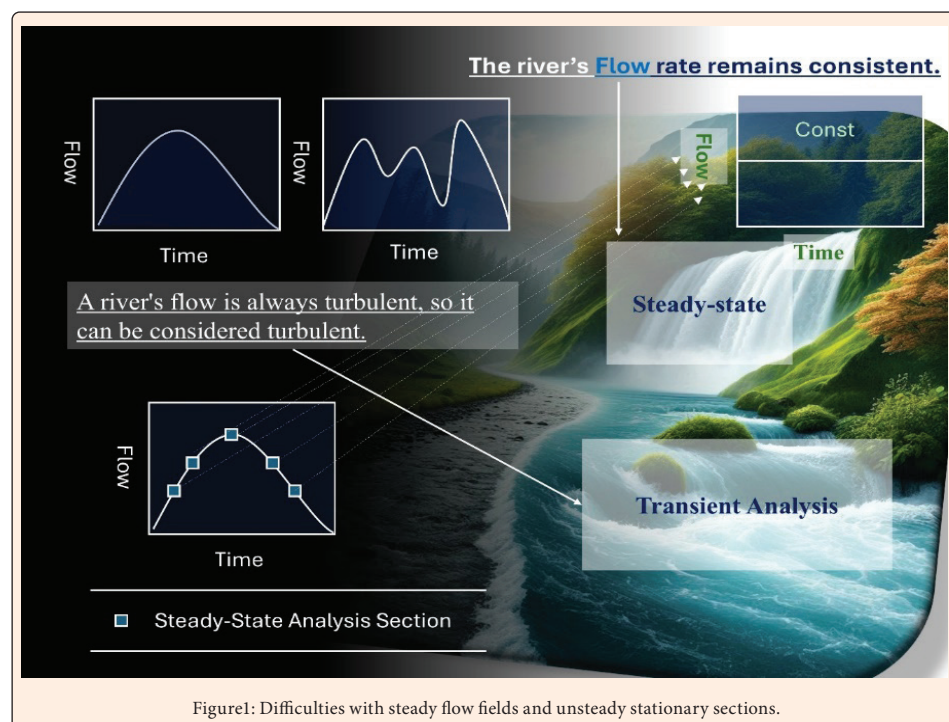 The river's Flow rate remains consistent.
Flow
Time
Flow
Time
Flow
Const
Time
A river's flow is always turbulent, so it
can be considered turbulent.
Steady-state
Flow
Time
Transient Analysis
Steady-State Analysis Section
Figure1: Difficulties with steady flow fields and unsteady stationary sections.